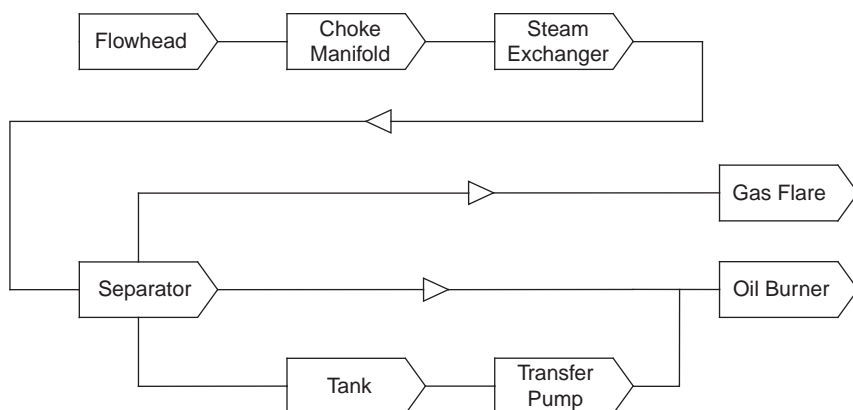 Flowhead
Choke
Manifold
Steam
Exchanger
Gas Flare
Separator
Oil Burner
Tank
Transfer
Pump